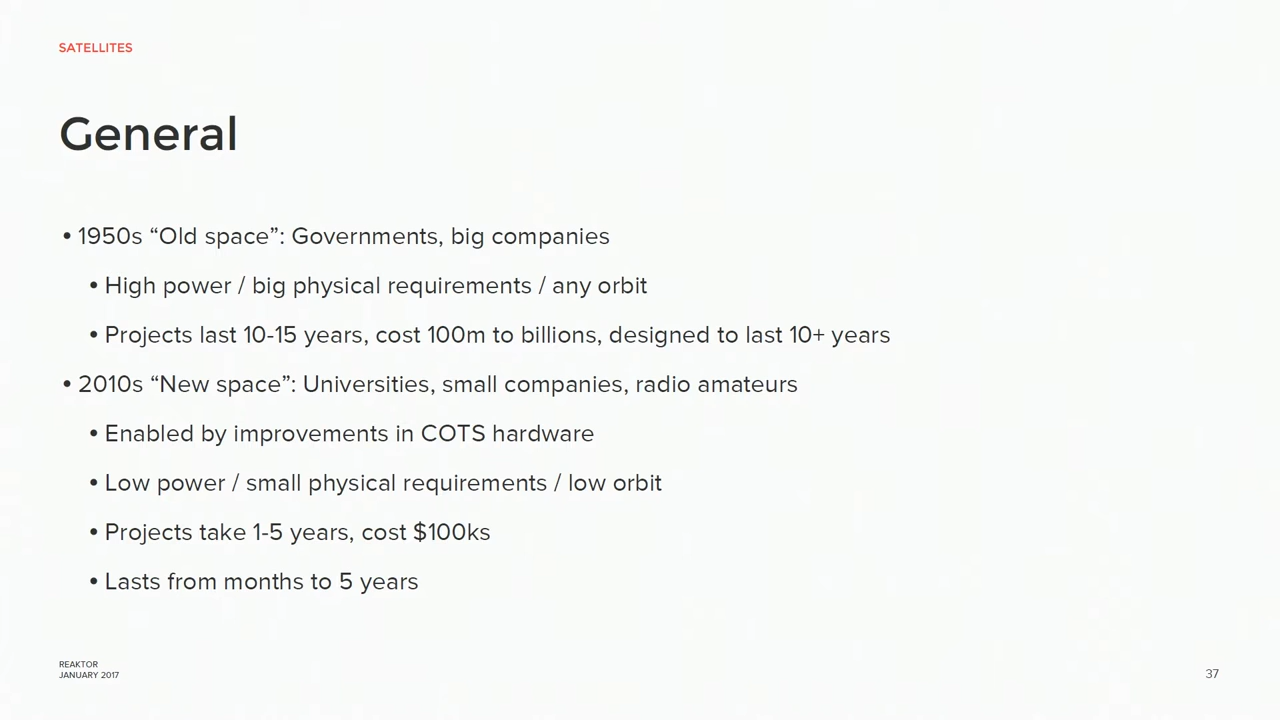 SATELLITES
General
• 1950s “Old space”: Governments, big companies
• High power / big physical requirements / any orbit
• Projects last 10-15 years, cost 100m to billions, designed to last 10+ years
• 2010s “New space”: Universities, small companies, radio amateurs
• Enabled by improvements in COTS hardware
• Low power / small physical requirements / low orbit
• Projects take 1-5 years, cost $100ks
• Lasts from months to 5 years
REAKTOR
JANUARY 2017
37